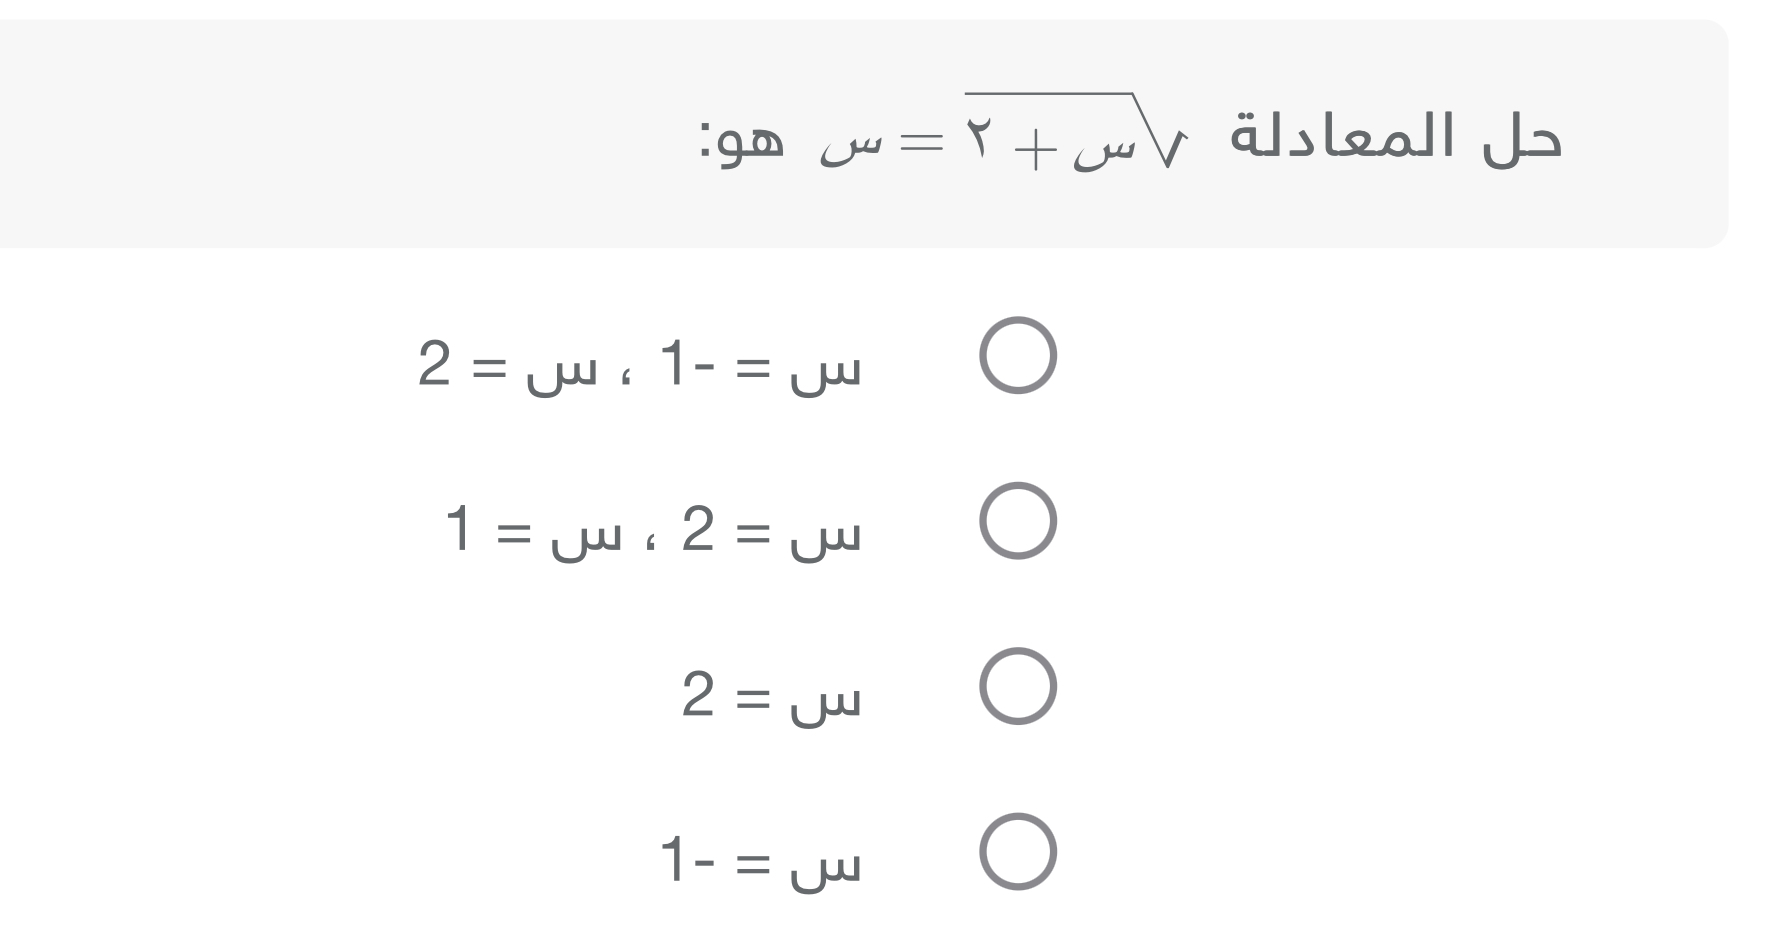 حل المعادلة √س + ٢ = س هو:
س = -1 ، س = 2
س = 2 ، س = 1
س = 2
س = -1